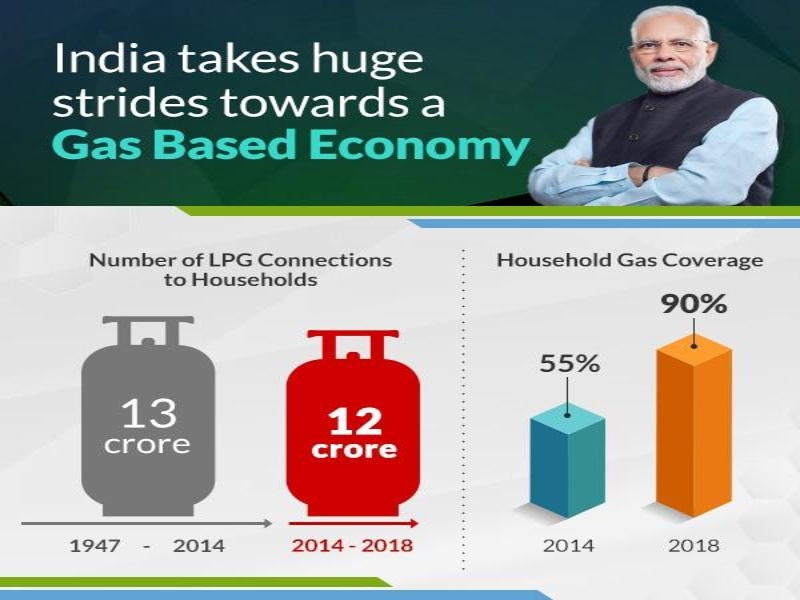 India takes huge
strides towards a
Gas Based Economy
Number of LPG Connections
to Households
13
crore
12
crore
1947 - 2014
2014 - 2018
Household Gas Coverage
90%
55%
2014
2018